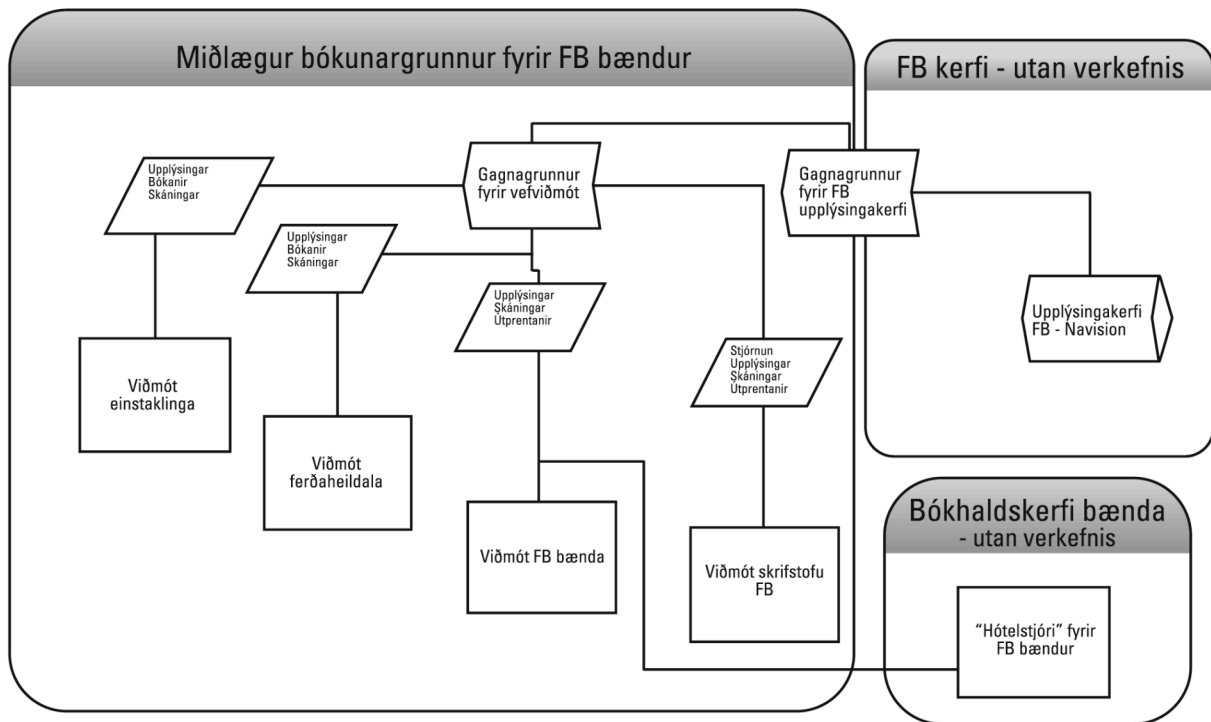 Miðlægur bókunargrunnur fyrir FB bændur
FB kerfi - utan verkefnis
Upplýsingar
Bókanir
Skáningar
Gagnagrunnur
fyrir vefviðmót
Gagnagrunnur
fyrir FB
upplýsingakerfi
Upplýsingar
Bókanir
Skáningar
Upplýsingar
Skáningar
Útprentanir
Upplýsingakerfi
FB - Navision
Stjórnun
Upplýsingar
Skáningar
Útprentanir
Viðmót
einstaklinga
Viðmót
ferðaheildala
Viðmót FB bænda
Viðmót skrifstofu
FB
Bókhaldskerfi bænda
- utan verkefnis
“Hótelstjóri” fyrir
FB bændur